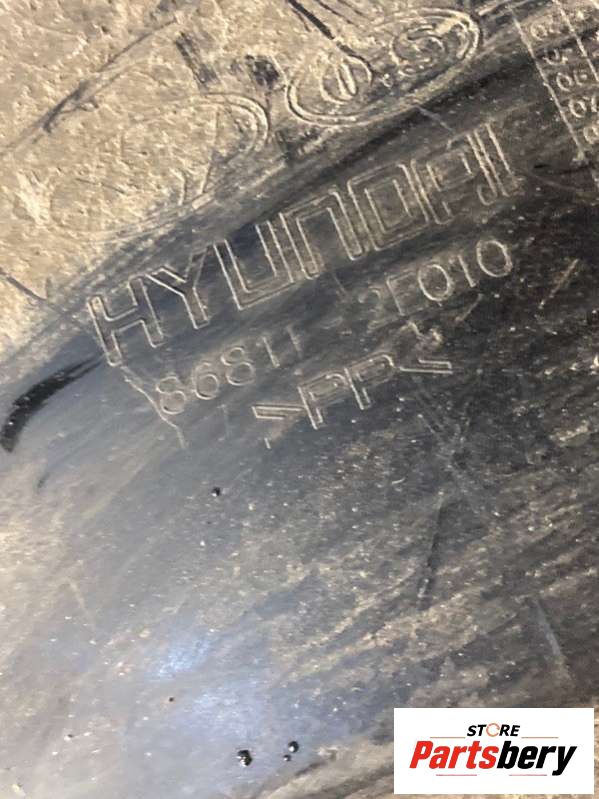 HYUNDAI
86811-2F010
>PP<
STORE
Partsbery